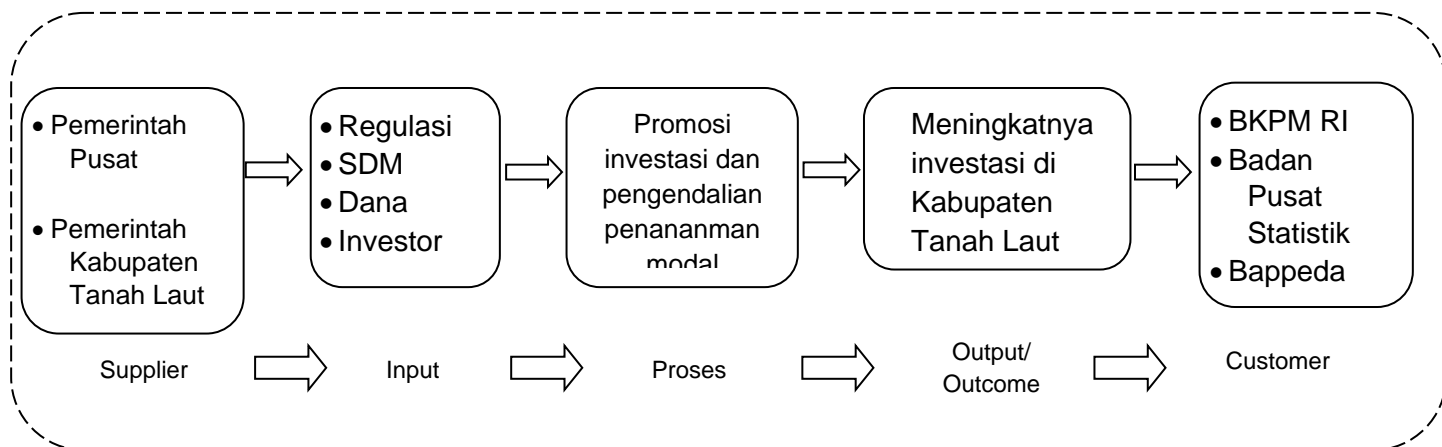 • Pemerintah
Pusat
• Pemerintah
Kabupaten
Tanah Laut
• Regulasi
• SDM
• Dana
• Investor
Promosi
investasi dan
pengendalian
penananman
modal
Meningkatnya
investasi di
Kabupaten
Tanah Laut
• BKPM RI
• Badan
Pusat
Statistik
• Bappeda
Supplier
Input
Proses
Output/
Outcome
Customer